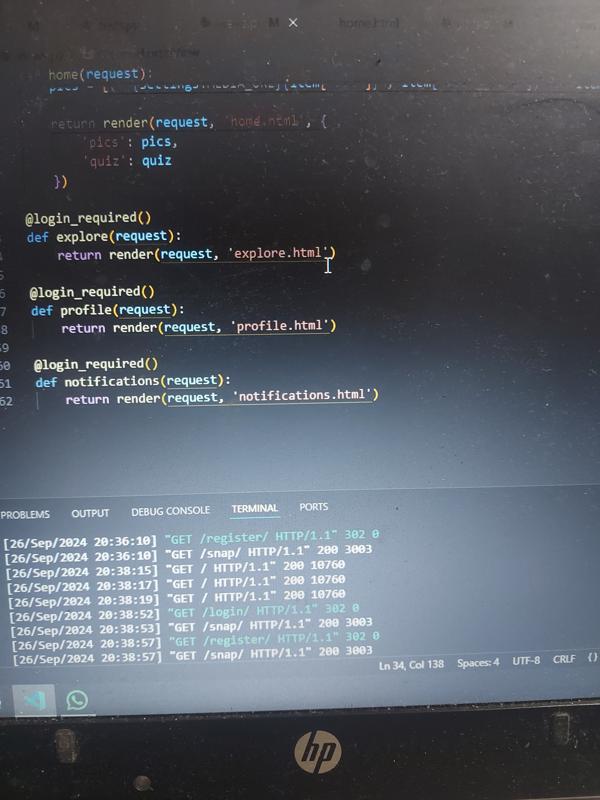 home.html
home(request):
return render(request, 'home.html', {
'pics': pics,
'quiz': quiz
})
@login_required()
def explore(request):
return render(request, 'explore.html')
@login_required()
def profile(request):
return render(request, 'profile.html')
60 @login_required()
61 def notifications(request):
62 return render(request, 'notifications.html')
PROBLEMS OUTPUT DEBUG CONSOLE TERMINAL PORTS
[26/Sep/2024 20:36:10] "GET /register/ HTTP/1.1" 302 0
[26/Sep/2024 20:36:10] "GET /snap/ HTTP/1.1" 200 3003
[26/Sep/2024 20:38:15] "GET / HTTP/1.1" 200 10760
[26/Sep/2024 20:38:17] "GET / HTTP/1.1" 200 10760
[26/Sep/2024 20:38:19] "GET / HTTP/1.1" 200 10760
[26/Sep/2024 20:38:52] "GET /login/ HTTP/1.1" 302 0
[26/Sep/2024 20:38:53] "GET /snap/ HTTP/1.1" 200 3003
[26/Sep/2024 20:38:57] "GET /register/ HTTP/1.1" 302 0
[26/Sep/2024 20:38:57] "GET /snap/ HTTP/1.1" 200 3003
Ln 34, Col 138 Spaces: 4 UTF-8 CRLF {}
hp